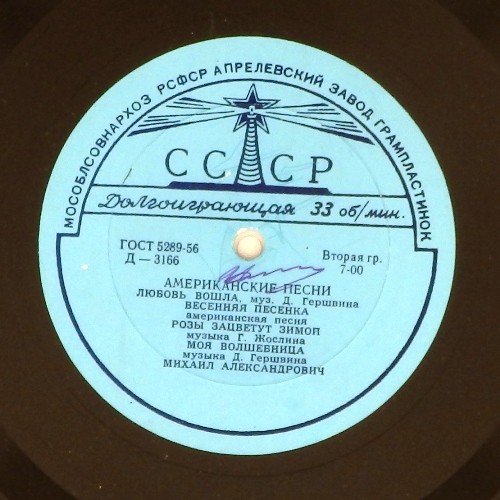 МОСОБЛСОВНАРХОЗ РСФСР АПРЕЛЕВСКИЙ ЗАВОД ГРАМПЛАСТИНОК
СССР
Долгоиграющая 33 об/мин.
ГОСТ 5289-56
Д — 3166
Вторая гр.
7-00
АМЕРИКАНСКИЕ ПЕСНИ
ЛЮБОВЬ ВОШЛА, муз. Д. Гершвина
ВЕСЕННЯЯ ПЕСЕНКА
американская песня
РОЗЫ ЗАЦВЕТУТ ЗИМОЙ
музыка Г. Жослина
МОЯ ВОЛШЕБНИЦА
музыка Д. Гершвина
МИХАИЛ АЛЕКСАНДРОВИЧ